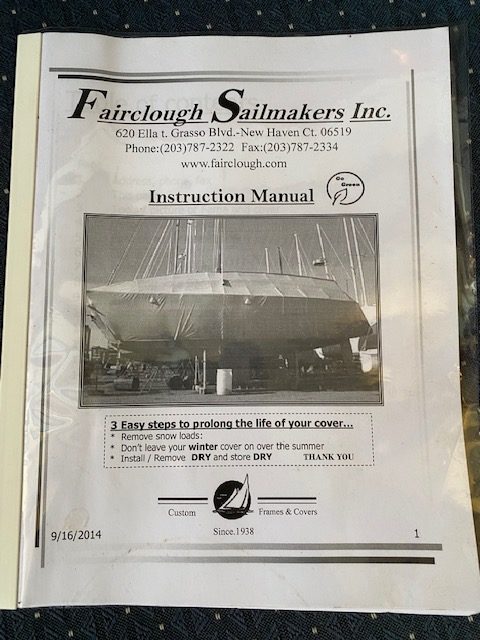 Fairclough Sailmakers Inc.
620 Ella t. Grasso Blvd.-New Haven Ct. 06519
Phone:(203)787-2322 Fax:(203)787-2334
www.fairclough.com
Instruction Manual
Go
Green
3 Easy steps to prolong the life of your cover...
* Remove snow loads:
* Don't leave your winter cover on over the summer
* Install / Remove DRY and store DRY THANK YOU
Custom Frames & Covers
Since.1938
9/16/2014 1